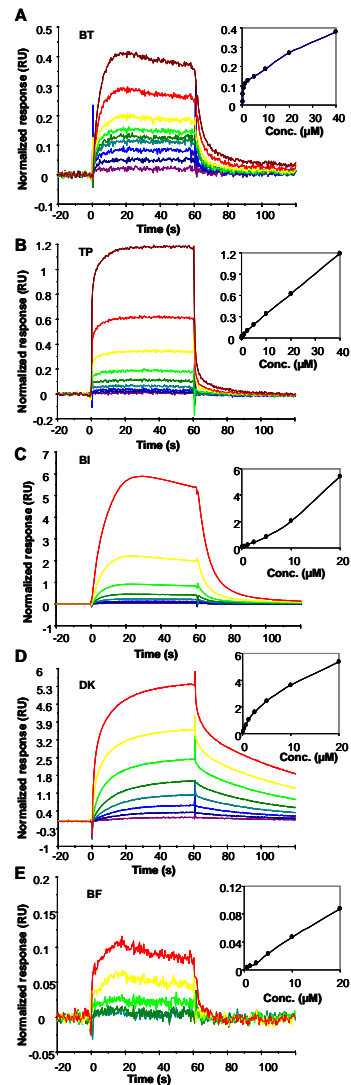 A
BT
Normalized response (RU)
0.5
0.4
0.3
0.2
0.1
0
-0.1
-20 0 20 40 60 80 100
Time (s)
0.4
0.3
0.2
0.1
0
0 10 20 30 40
Conc. (µM)
B
TP
Normalized response (RU)
1.2
1
0.8
0.6
0.4
0.2
0
-0.2
-20 0 20 40 60 80 100
Time (s)
1.2
0.9
0.6
0.3
0
0 10 20 30 40
Conc. (µM)
C
BI
Normalized response (RU)
7
6
5
4
3
2
1
0
-1
-20 0 20 40 60 80 100
Time (s)
6
4
2
0
0 10 20
Conc. (µM)
D
DK
Normalized response (RU)
6
5.3
4.6
3.9
3.2
2.5
1.8
1.1
0.4
-0.3
-1
-20 0 20 40 60 80 100
Time (s)
6
4
2
0
0 10 20
Conc. (µM)
E
BF
Normalized response (RU)
0.2
0.15
0.1
0.05
0
-0.05
-20 0 20 40 60 80 100
Time (s)
0.12
0.08
0.04
0
0 10 20
Conc. (µM)